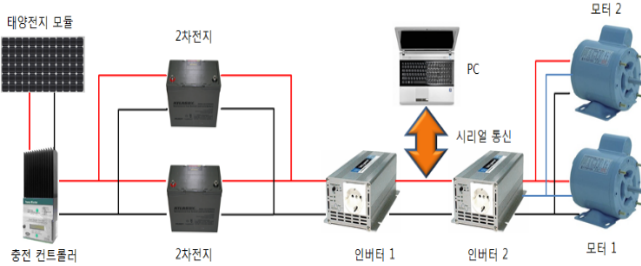 태양전지 모듈
2차전지
모터 2
PC
시리얼 통신
충전 컨트롤러
2차전지
인버터 1
인버터 2
모터 1